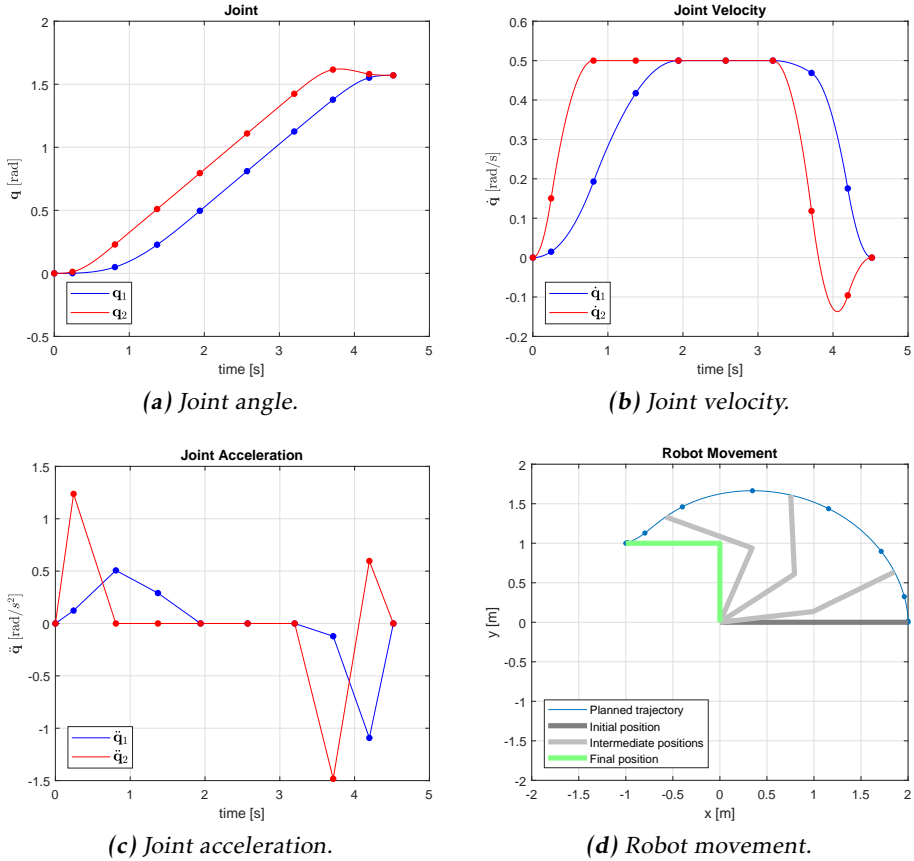 Joint
2
1.5
1
0.5
0
-0.5
q [rad]
q₁
q₂
0 1 2 3 4 5
time [s]
(a) Joint angle.
Joint Velocity
0.6
0.5
0.4
0.3
0.2
0.1
0
-0.1
-0.2
q̇ [rad/s]
q̇₁
q̇₂
0 1 2 3 4 5
time [s]
(b) Joint velocity.
Joint Acceleration
1.5
1
0.5
0
-0.5
-1
-1.5
q̈ [rad/s²]
q̈₁
q̈₂
0 1 2 3 4 5
time [s]
(c) Joint acceleration.
Robot Movement
2
1.5
1
0.5
0
-0.5
-1
-1.5
-2
y [m]
Planned trajectory
Initial position
Intermediate positions
Final position
-2 -1.5 -1 -0.5 0 0.5 1 1.5 2
x [m]
(d) Robot movement.